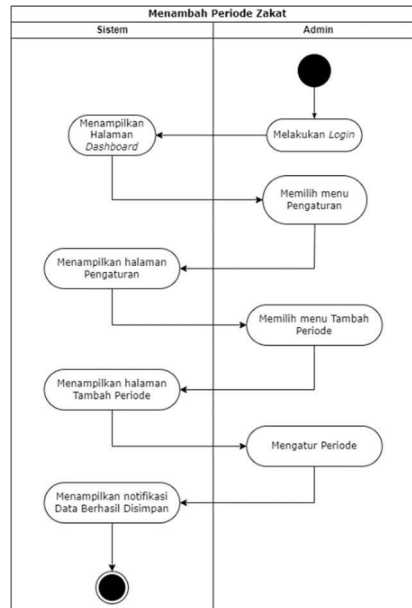 Menambah Periode Zakat
Sistem
Admin
Melakukan Login
Menampilkan
Halaman
Dashboard
Memilih menu
Pengaturan
Menampilkan halaman
Pengaturan
Memilih menu Tambah
Periode
Menampilkan halaman
Tambah Periode
Mengatur Periode
Menampilkan notifikasi
Data Berhasil Disimpan